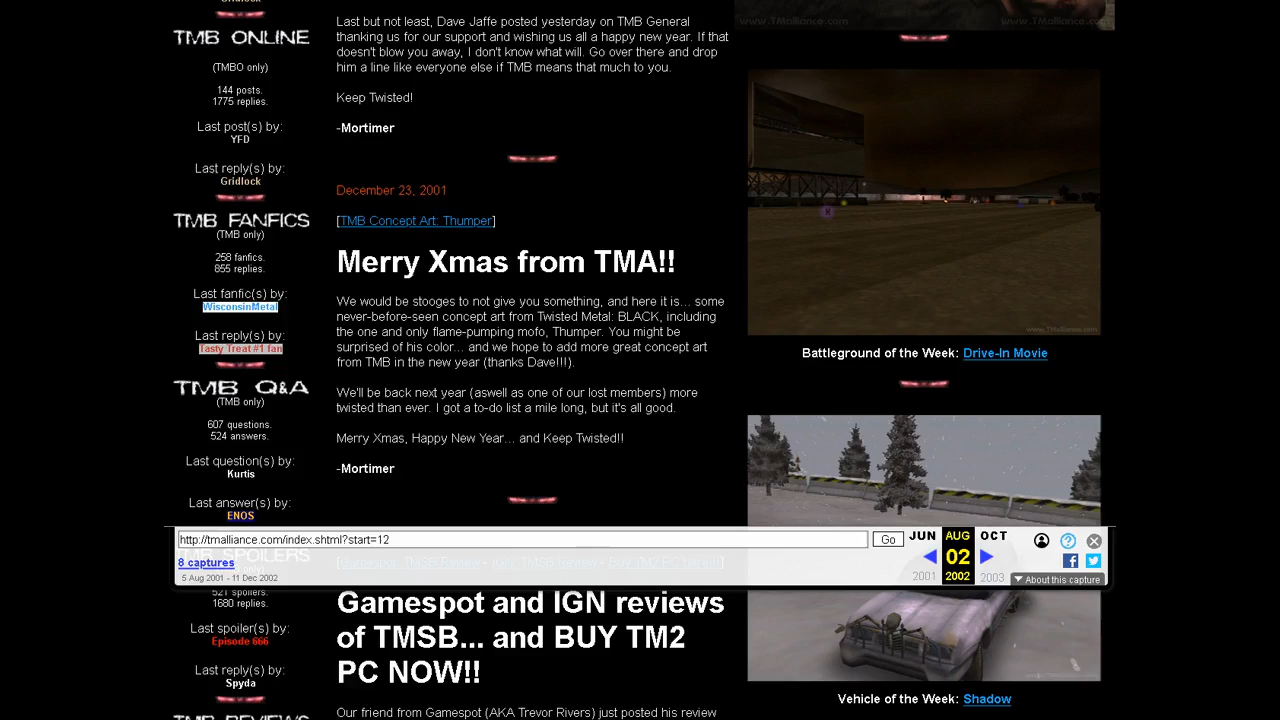 Gridlock
TMB ONLINE
(TMBO only)
144 posts.
1775 replies.
Last post(s) by:
YFD
Last reply(s) by:
Gridlock
TMB FANFICS
(TMB only)
258 fanfics.
855 replies.
Last fanfic(s) by:
WisconsinMetal
Last reply(s) by:
Tasty Treat #1 fan
TMB Q&A
(TMB only)
607 questions.
524 answers.
Last question(s) by:
Kurtis
Last answer(s) by:
ENOS
TMB SPOILERS
521 spoilers.
1680 replies.
Last spoiler(s) by:
Episode 666
Last reply(s) by:
Spyda
TMB REVIEWS
Last but not least, Dave Jaffe posted yesterday on TMB General
thanking us for our support and wishing us all a happy new year. If that
doesn't blow you away, I don't know what will. Go over there and drop
him a line like everyone else if TMB means that much to you.
Keep Twisted!
-Mortimer
December 23, 2001
[TMB Concept Art: Thumper]
Merry Xmas from TMA!!
We would be stooges to not give you something, and here it is... some
never-before-seen concept art from Twisted Metal: BLACK, including
the one and only flame-pumping mofo, Thumper. You might be
surprised of his color... and we hope to add more great concept art
from TMB in the new year (thanks Dave!!!).
We'll be back next year (aswell as one of our lost members) more
twisted than ever. I got a to-do list a mile long, but it's all good.
Merry Xmas, Happy New Year... and Keep Twisted!!
-Mortimer
Gamespot and IGN reviews
of TMSB... and BUY TM2
PC NOW!!
Our friend from Gamespot (AKA Trevor Rivers) just posted his review
www.TMalliance.com www.TMalliance.com
www.TMalliance.com
Battleground of the Week: Drive-In Movie
Vehicle of the Week: Shadow
http://tmalliance.com/index.shtml?start=12
Go
JUN AUG OCT
02
2001 2002 2003
8 captures
5 Aug 2001 - 11 Dec 2002
▼ About this capture